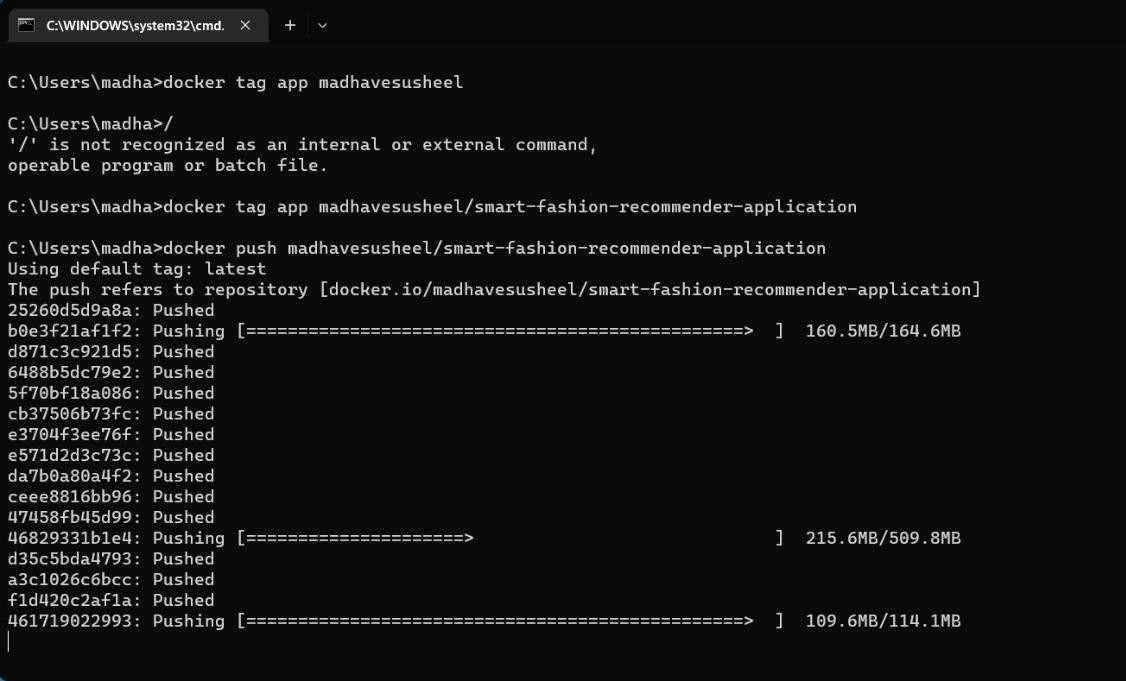 C:\WINDOWS\system32\cmd.
C:\Users\madha>docker tag app madhavesusheel
C:\Users\madha>/
'/' is not recognized as an internal or external command,
operable program or batch file.
C:\Users\madha>docker tag app madhavesusheel/smart-fashion-recommender-application
C:\Users\madha>docker push madhavesusheel/smart-fashion-recommender-application
Using default tag: latest
The push refers to repository [docker.io/madhavesusheel/smart-fashion-recommender-application]
25260d5d9a8a: Pushed
b0e3f21af1f2: Pushing [================================================>  ]  160.5MB/164.6MB
d871c3c921d5: Pushed
6488b5dc79e2: Pushed
5f70bf18a086: Pushed
cb37506b73fc: Pushed
e3704f3ee76f: Pushed
e571d2d3c73c: Pushed
da7b0a80a4f2: Pushed
ceee8816bb96: Pushed
47458fb45d99: Pushed
46829331b1e4: Pushing [=====================>                             ]  215.6MB/509.8MB
d35c5bda4793: Pushed
a3c1026c6bcc: Pushed
f1d420c2af1a: Pushed
461719022993: Pushing [================================================>  ]  109.6MB/114.1MB